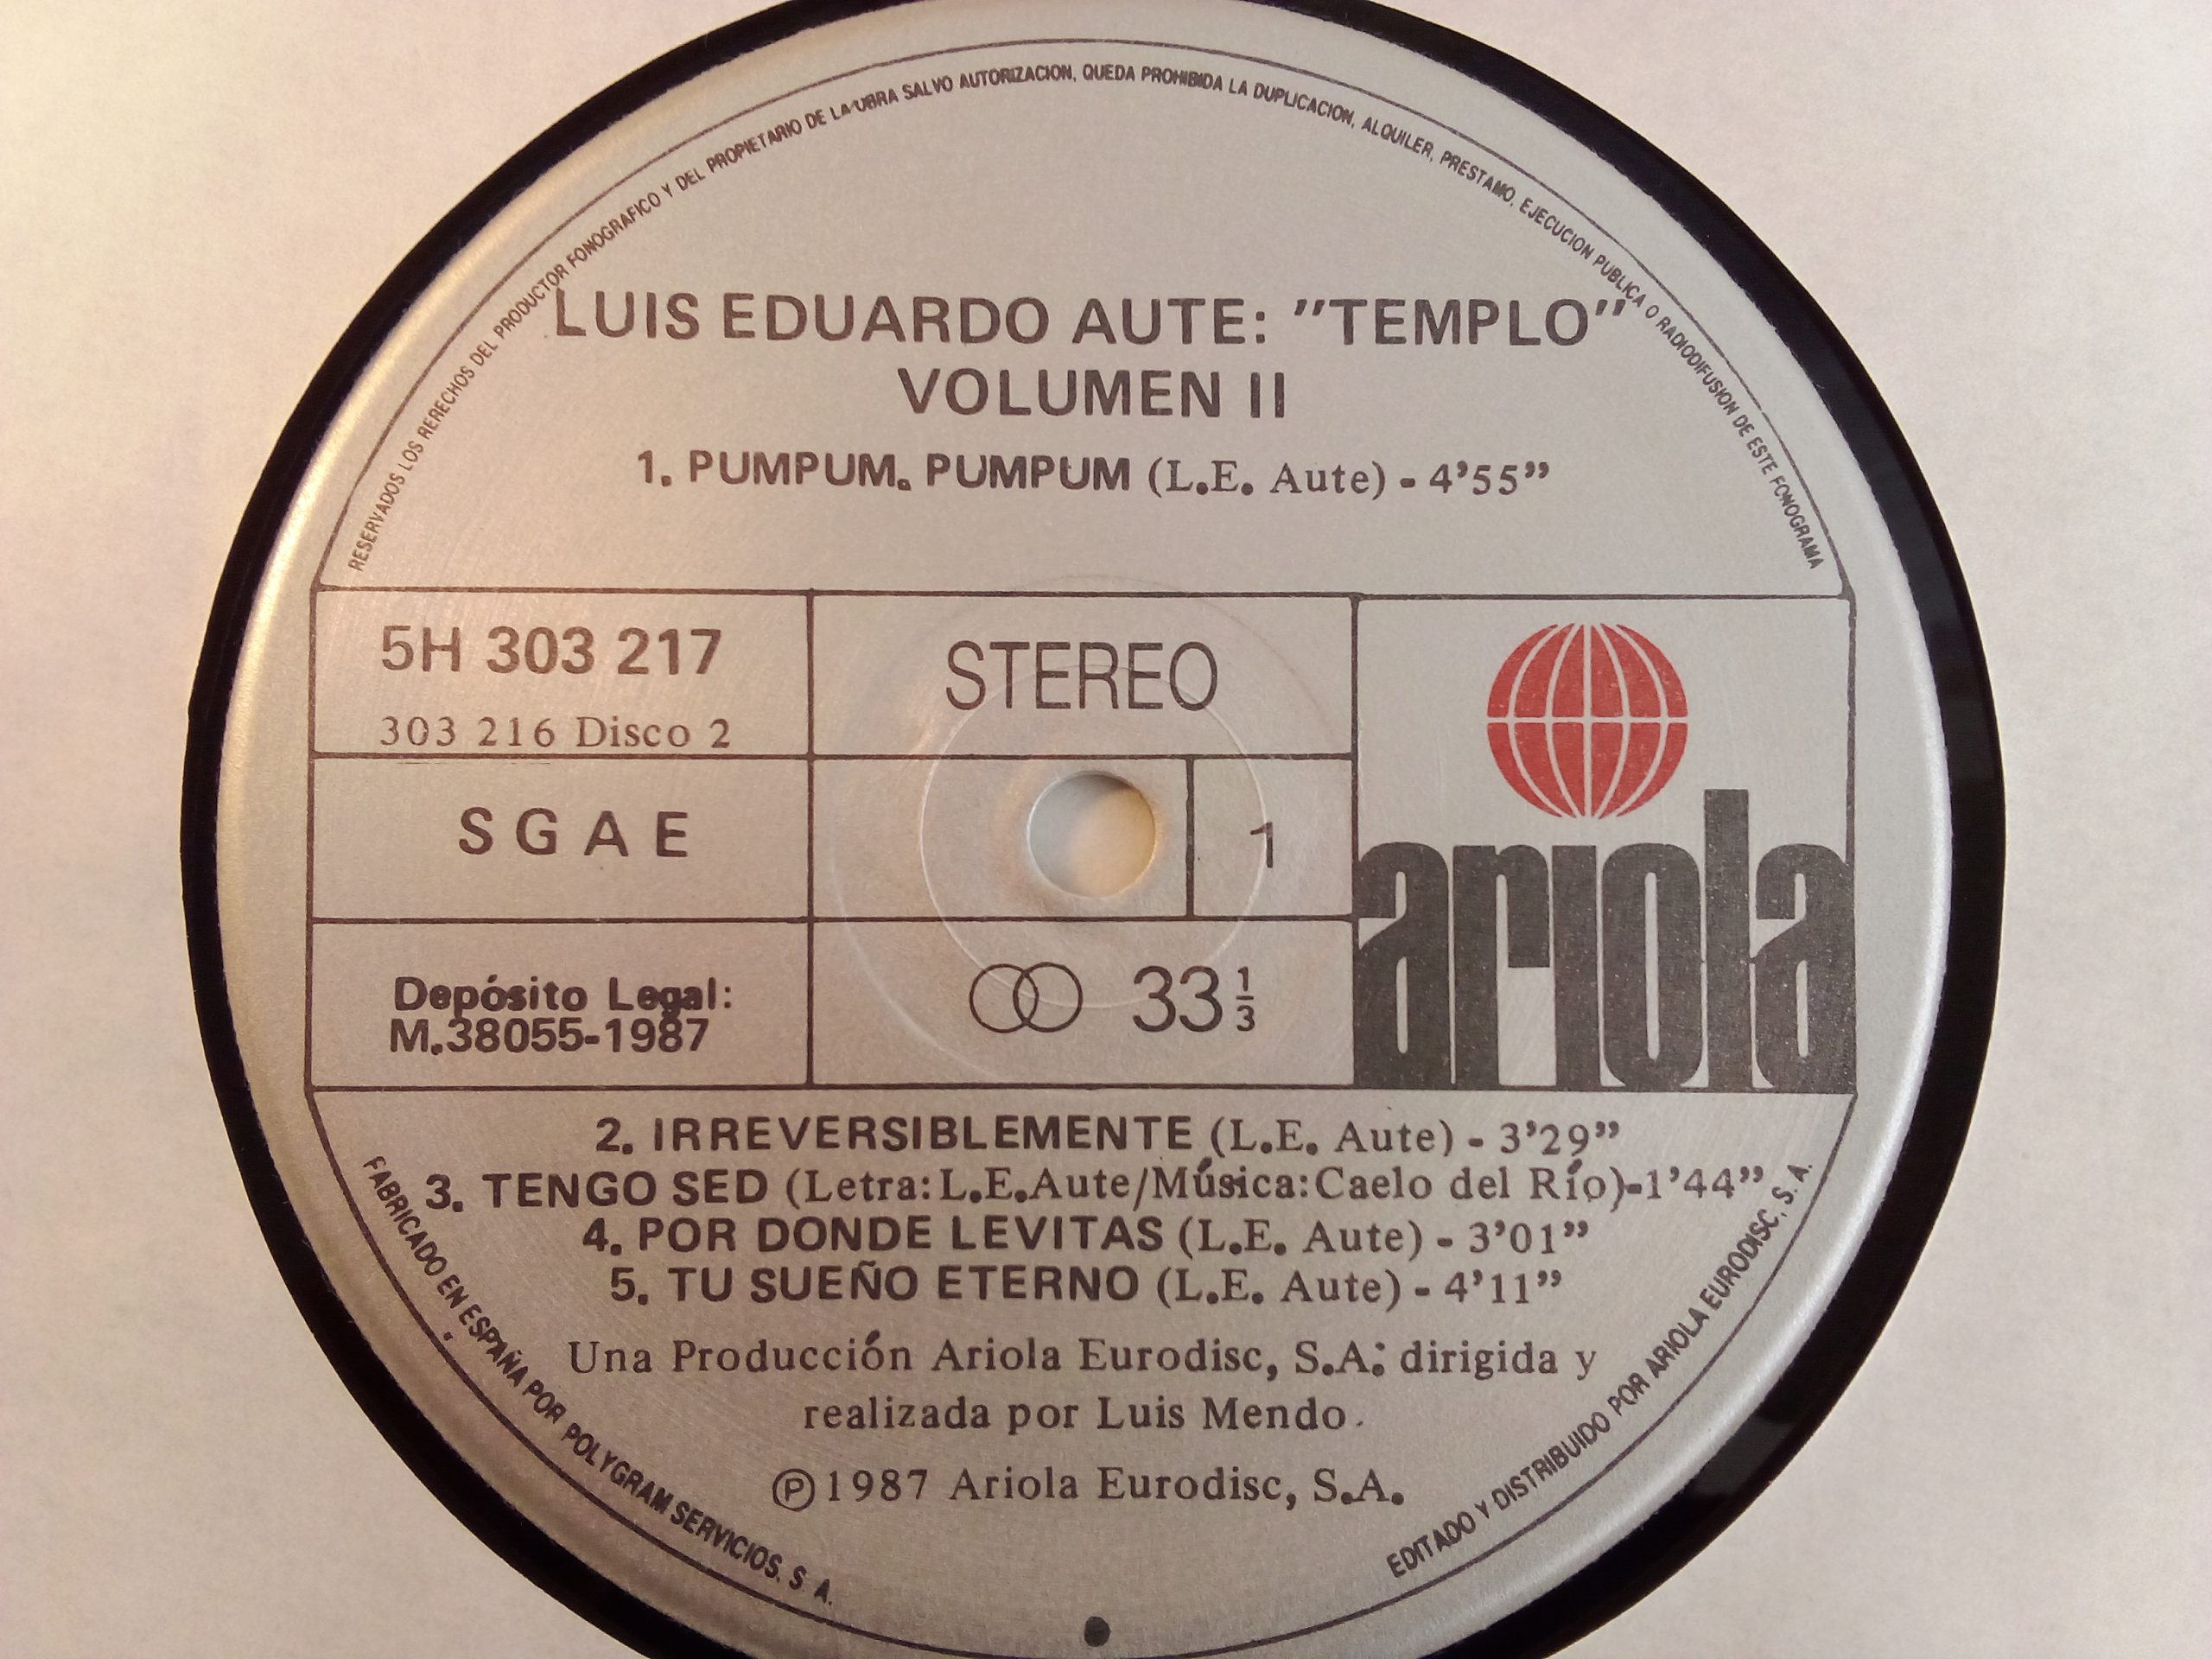 RESERVADOS LOS RERECHOS DEL PRODUCTOR FONOGRAFICO Y DEL PROPIETARIO DE LA OBRA SALVO AUTORIZACION, QUEDA PROHIBIDA LA DUPLICACION, ALQUILER, PRESTAMO, EJECUCION PUBLICA O RADIODIFUSION DE ESTE FONOGRAMA
LUIS EDUARDO AUTE: "TEMPLO"
VOLUMEN II
1. PUMPUM. PUMPUM (L.E. Aute) - 4'55"
5H 303 217
303 216 Disco 2
STEREO
SGAE
1
Depósito Legal:
M.38055-1987
33 1/3
ariola
2. IRREVERSIBLEMENTE (L.E. Aute) - 3'29"
3. TENGO SED (Letra: L.E.Aute/Música: Caelo del Río)-1'44"
4. POR DONDE LEVITAS (L.E. Aute) - 3'01"
5. TU SUEÑO ETERNO (L.E. Aute) - 4'11"
Una Producción Ariola Eurodisc, S.A: dirigida y
realizada por Luis Mendo.
Ⓟ1987 Ariola Eurodisc, S.A.
FABRICADO EN ESPAÑA POR POLYGRAM SERVICIOS, S. A.
EDITADO Y DISTRIBUIDO POR ARIOLA EURODISC, S. A.